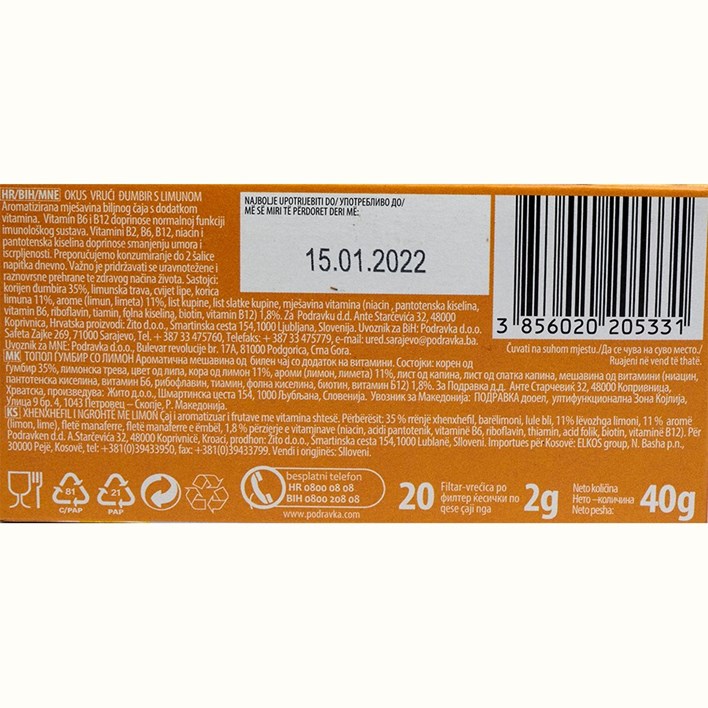 HR/BIH/MNE OKUS VRUĆI ĐUMBIR S LIMUNOM
Aromatizirana mješavina biljnog čaja s dodatkom
vitamina. Vitamin B6 i B12 doprinose normalnoj funkciji
imunološkog sustava. Vitamini B2, B6, B12, niacin i
pantotenska kiselina doprinose smanjenju umora i
iscrpljenosti. Preporučujemo konzumiranje do 2 šalice
napitka dnevno. Važno je pridržavati se uravnotežene i
raznovrsne prehrane te zdravog načina života. Sastojci:
korijen đumbira 35%, limunska trava, cvijet lipe, korica
limuna 11%, arome (limun, limeta) 11%, list kupine, list slatke kupine, mješavina vitamina (niacin , pantotenska kiselina,
vitamin B6, riboflavin, tiamin, folna kiselina, biotin, vitamin B12) 1,8%. Za Podravku d.d. Ante Starčevića 32, 48000
Koprivnica, Hrvatska proizvodi: Žito d.o.o., Šmartinska cesta 154,1000 Ljubljana, Slovenija. Uvoznik za BiH: Podravka d.o.o.
Safeta Zajke 269, 71000 Sarajevo, Tel. + 387 33 475760, Telefaks: + 387 33 475779, e-mail: ured.sarajevo@podravka.ba.
Uvoznik za MNE: Podravka d.o.o., Bulevar revolucije br. 17A, 81000 Podgorica, Crna Gora.
MK ТОПОЛ ЃУМБИР СО ЛИМОН Ароматична мешавина од билен чај со додаток на витамини. Состојки: корен од
ѓумбир 35%, лимонска трева, цвет од липа, кора од лимон 11%, ароми (лимон, лимета) 11%, лист од капина, лист од слатка капина, мешавина од витамини (ниацин,
пантотенска киселина, витамин Б6, рибофлавин, тиамин, фолна киселина, биотин, витамин Б12) 1,8%. За Подравка д.д. Анте Старчевиќ 32, 48000 Копривница,
Хрватска, произведува: Жито д.о.о., Шмартинска цеста 154, 1000 Љубљана, Словенија. Увозник за Македонија: ПОДРАВКА дооел, ултифункционална Зона Којлија,
Улица 9 бр. 4, 1043 Петровец – Скопје, Р. Македонија.
KS XHENXHEFIL I NGROHTË ME LIMON Çaj i aromatizuar i frutave me vitamina shtesë. Përbërësit: 35 % rrënjë xhenxhefil, barëlimoni, lule bli, 11% lëvozhga limoni, 11 % aromë
(limon, lime), fletë manaferre, fletë manaferre e ëmbël, 1,8 % përzierje e vitaminave (niacin, acidi pantotenik, vitamin B6, riboflavin, thiamin, acid folik, biotin, vitaminë B12). Për
Podravken d.d. A.Starčevića 32, 48000 Koprivnicë, Kroaci, prodhon: Žito d.o.o., Šmartinska cesta 154,1000 Lublanë, Slloveni. Importues për Kosovë: ELKOS group, N. Basha p.n.,
30000 Pejë, Kosovë, tel: +381(0)39433950, fax: +381(0)39433799. Vendi i origjinës: Slloveni.
NAJBOLJE UPOTRIJEBITI DO/УПОТРЕБЛИВО ДО/
MË SË MIRI TË PËRDORET DERI MË:
15.01.2022
3 856020 205331
Čuvati na suhom mjestu./Да се чува на суво место./
Ruajeni në vend të thatë.
81
C/PAP
21
PAP
besplatni telefon
HR 0800 08 08
BIH 0800 208 08
www.podravka.com
20
Filtar-vrećica po
филтер ќесички по
qese çaji nga
2g
Neto količina
Нето – количина
Neto pesha:
40g